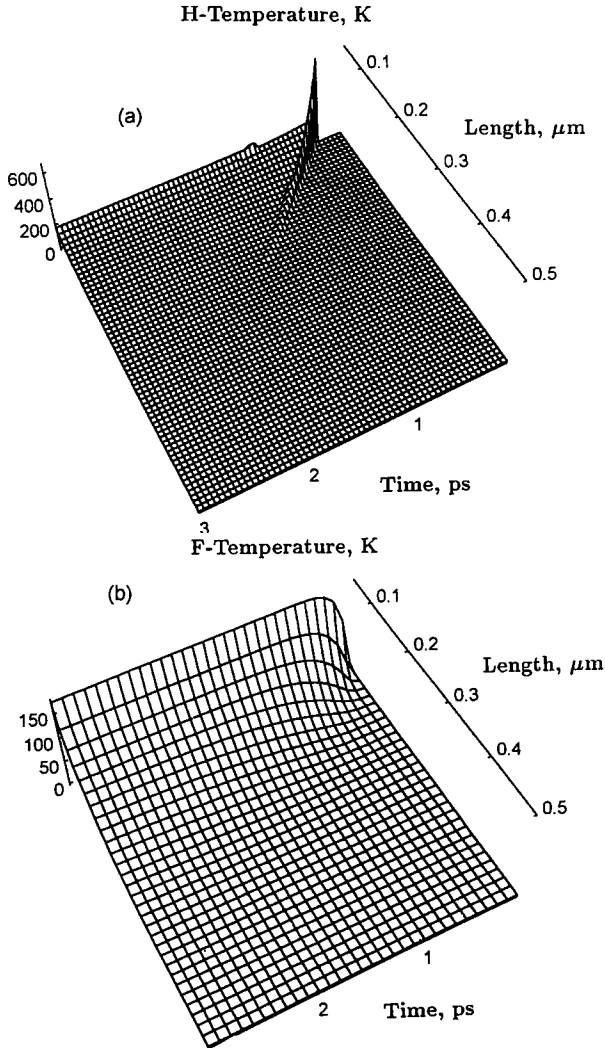 H-Temperature, K
(a)
0.1
0.2
Length, μm
0.3
0.4
0.5
600
400
200
0
1
2
Time, ps
3
F-Temperature, K
(b)
0.1
0.2
Length, μm
0.3
0.4
0.5
150
100
50
0
1
2
Time, ps